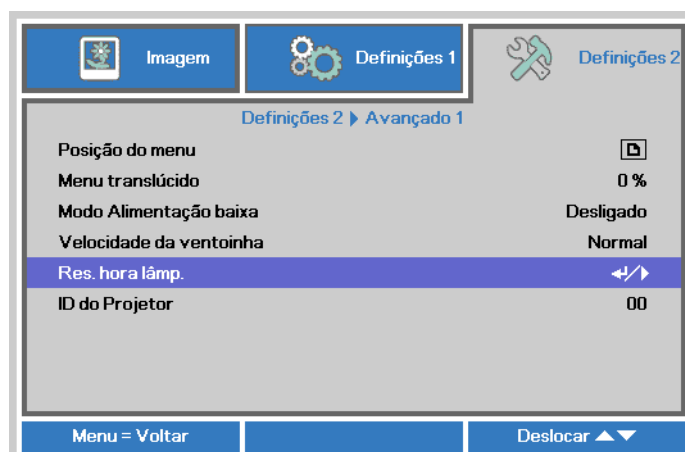 Imagem
Definições 1
Definições 2
Definições 2 Avançado 1
Posição do menu
Menu translúcido 0 %
Modo Alimentação baixa Desligado
Velocidade da ventoinha Normal
Res. hora lâmp. /
ID do Projetor 00
Menu = Voltar
Deslocar